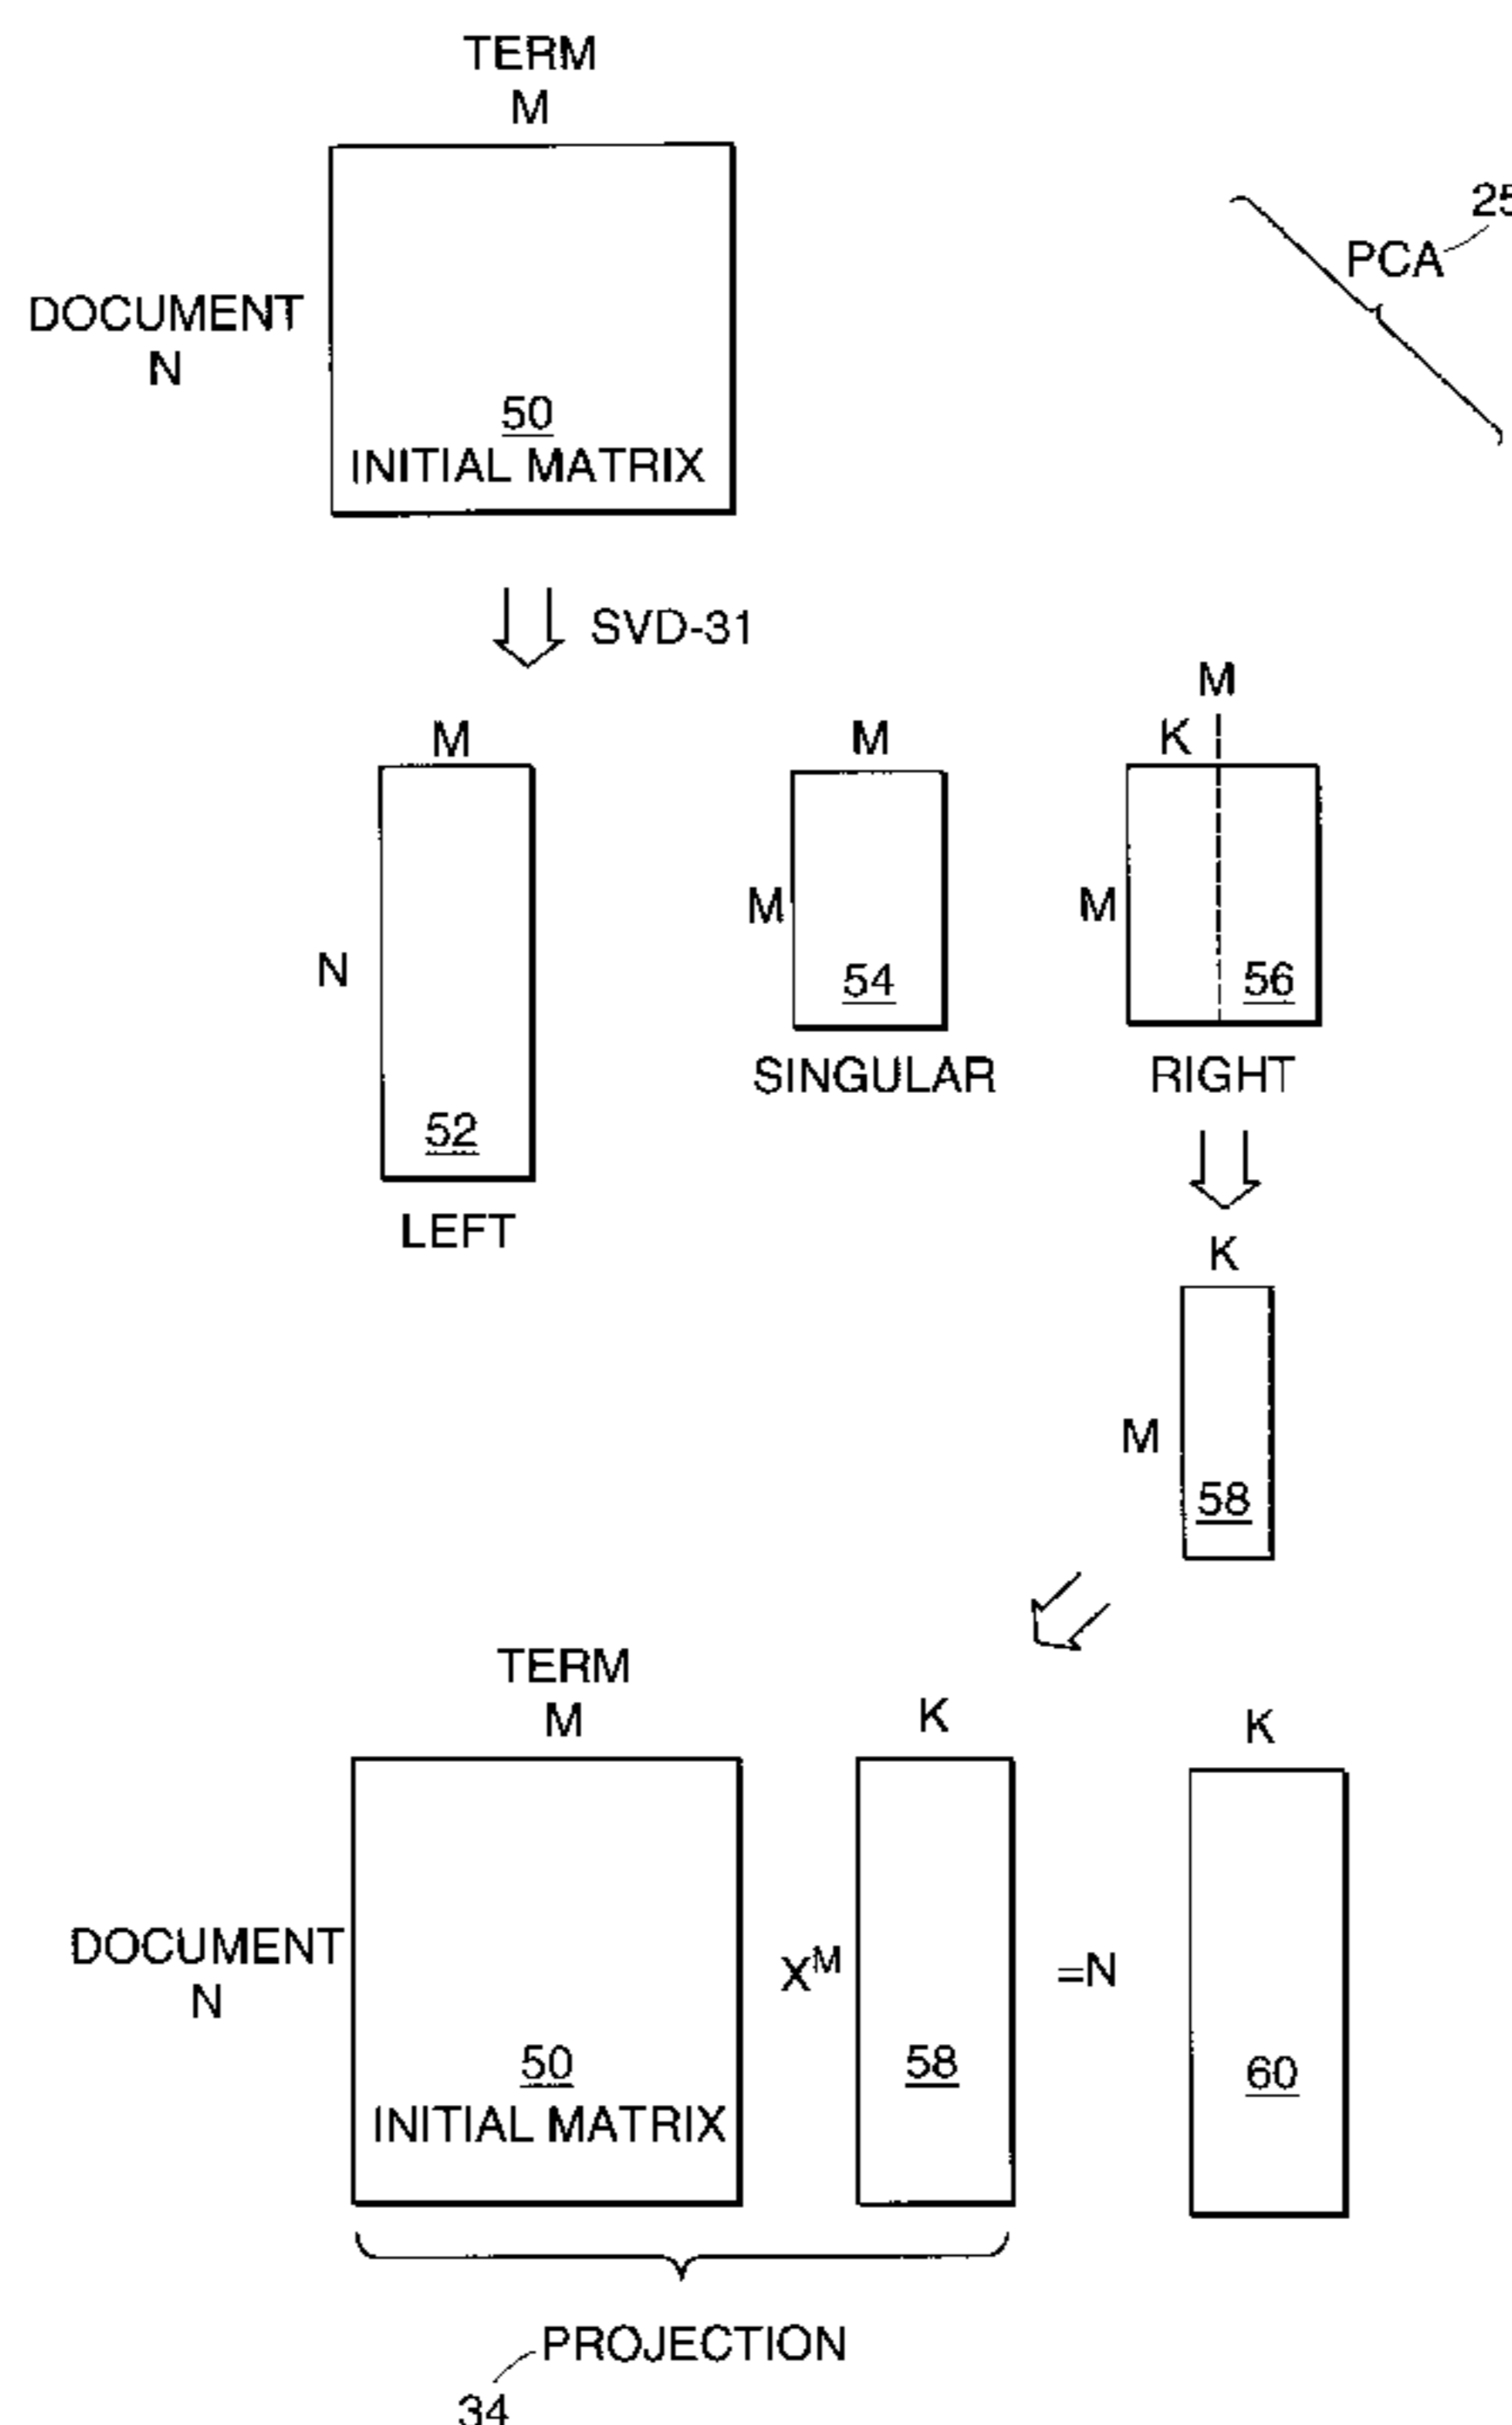 TERM
M
25
PCA
DOCUMENT
N
50
INITIAL MATRIX
SVD-31
M
M
M
K
N
M
M
54
56
SINGULAR
RIGHT
52
LEFT
K
M
58
TERM
M
K
K
DOCUMENT
N
X^M
=N
50
INITIAL MATRIX
58
60
PROJECTION
34